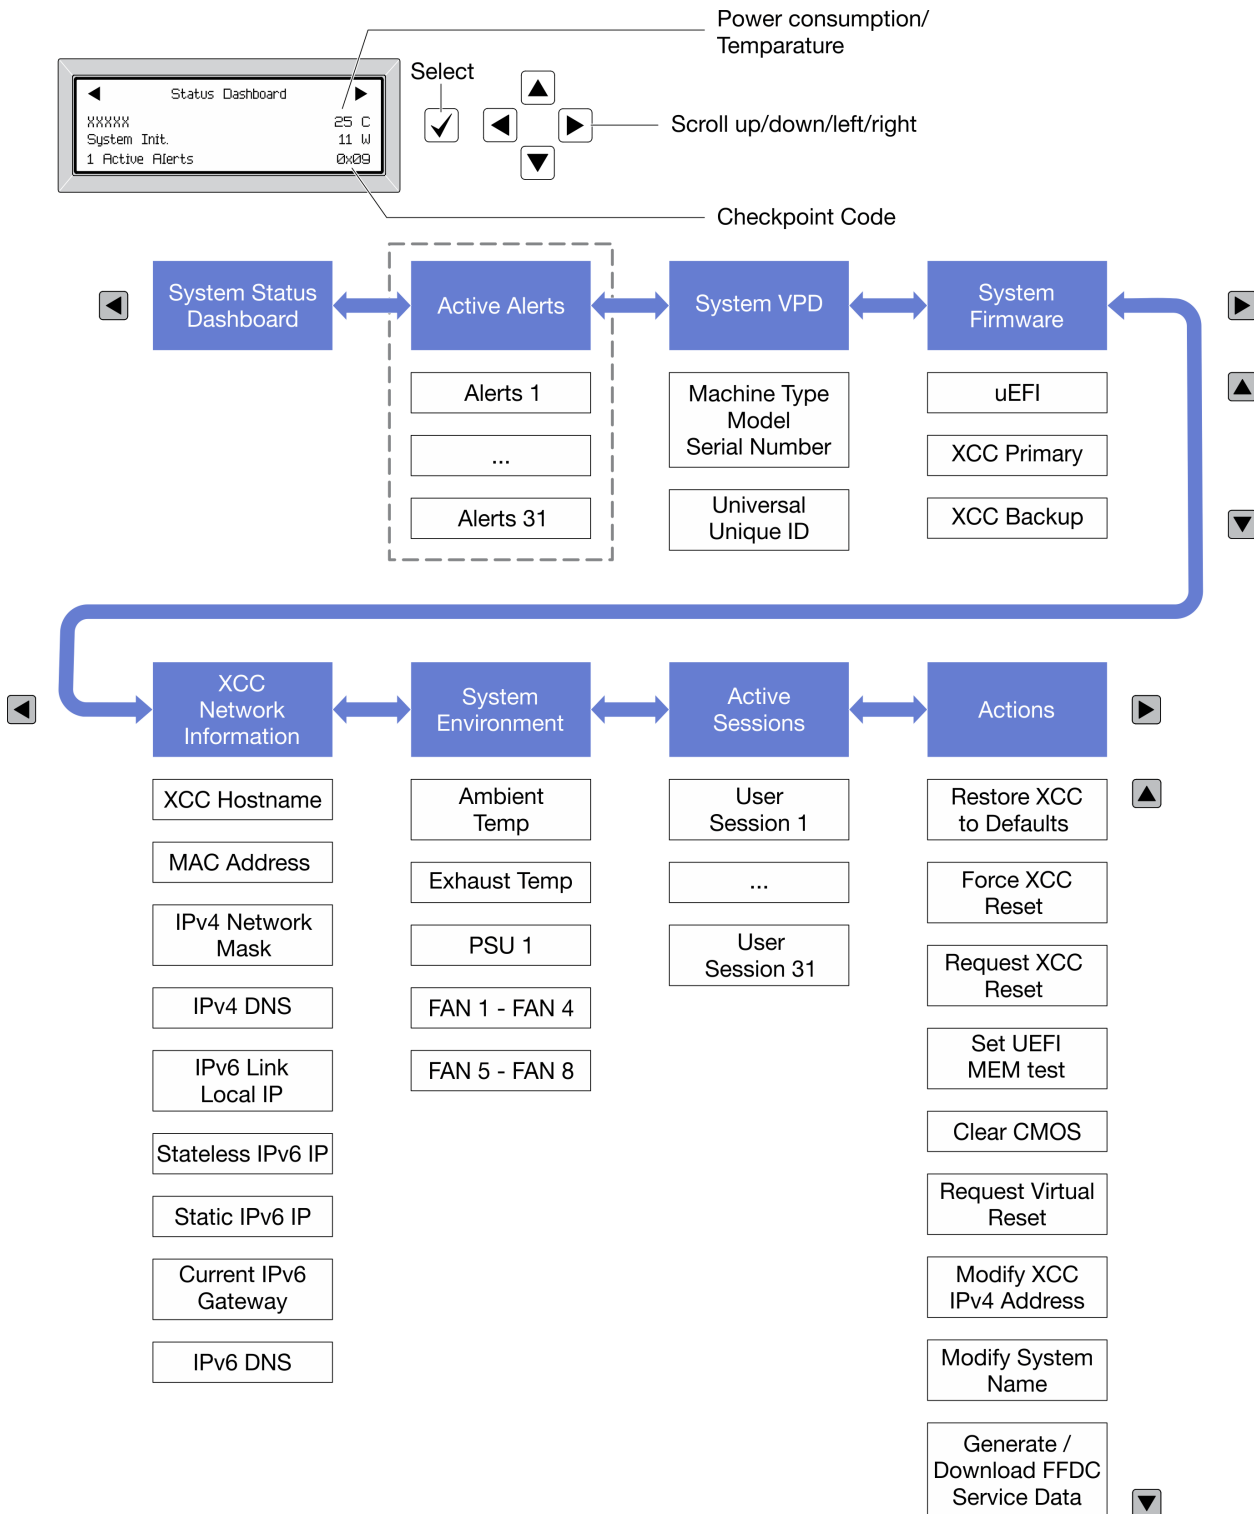 Power consumption/
Temparature
Select
Status Dashboard
XXXXX 25 C
System Init. 11 W
1 Active Alerts 0x09
Scroll up/down/left/right
Checkpoint Code
System Status
Dashboard
Active Alerts
Alerts 1
...
Alerts 31
System VPD
Machine Type
Model
Serial Number
Universal
Unique ID
System
Firmware
uEFI
XCC Primary
XCC Backup
XCC
Network
Information
XCC Hostname
MAC Address
IPv4 Network
Mask
IPv4 DNS
IPv6 Link
Local IP
Stateless IPv6 IP
Static IPv6 IP
Current IPv6
Gateway
IPv6 DNS
System
Environment
Ambient
Temp
Exhaust Temp
PSU 1
FAN 1 - FAN 4
FAN 5 - FAN 8
Active
Sessions
User
Session 1
...
User
Session 31
Actions
Restore XCC
to Defaults
Force XCC
Reset
Request XCC
Reset
Set UEFI
MEM test
Clear CMOS
Request Virtual
Reset
Modify XCC
IPv4 Address
Modify System
Name
Generate /
Download FFDC
Service Data